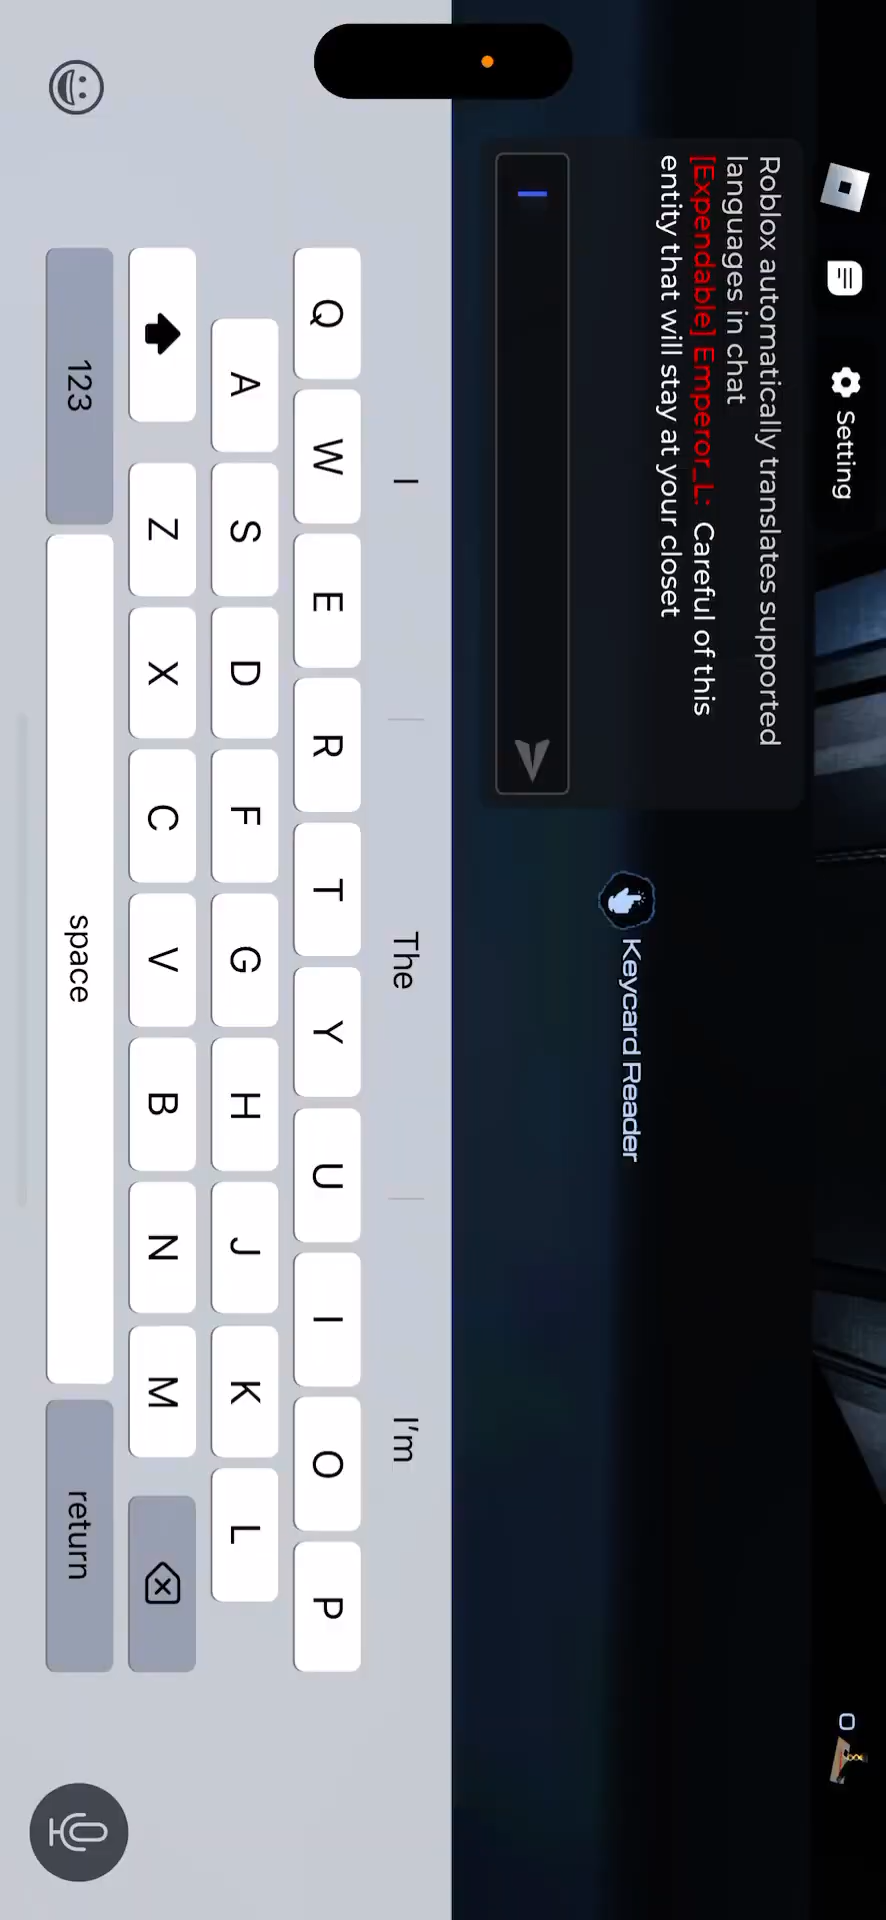 Setting
Roblox automatically translates supported
languages in chat
[Expendable] Emperor_L: Careful of this
entity that will stay at your closet
0
Keycard Reader
I The I'm
Q W E R T Y U I O P
A S D F G H J K L
Z X C V B N M
123 space return